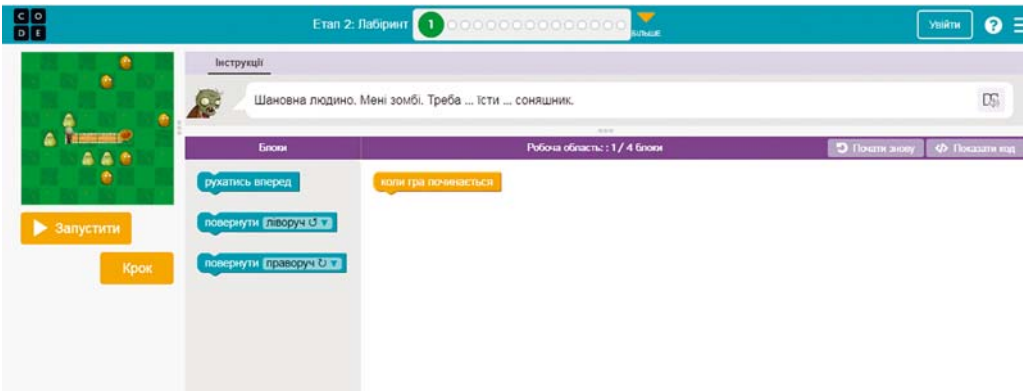 C O
D E
Етап 2: Лабіринт
1
БІЛЬШЕ
Увійти
?
Інструкції
Шановна людино. Мені зомбі. Треба ... їсти ... соняшник.
Блоки
Робоча область: : 1 / 4 блоки
Почати знову
</> Показати код
рухатись вперед
коли гра починається
повернути ліворуч ↺ ▼
повернути праворуч ↻ ▼
Запустити
Крок